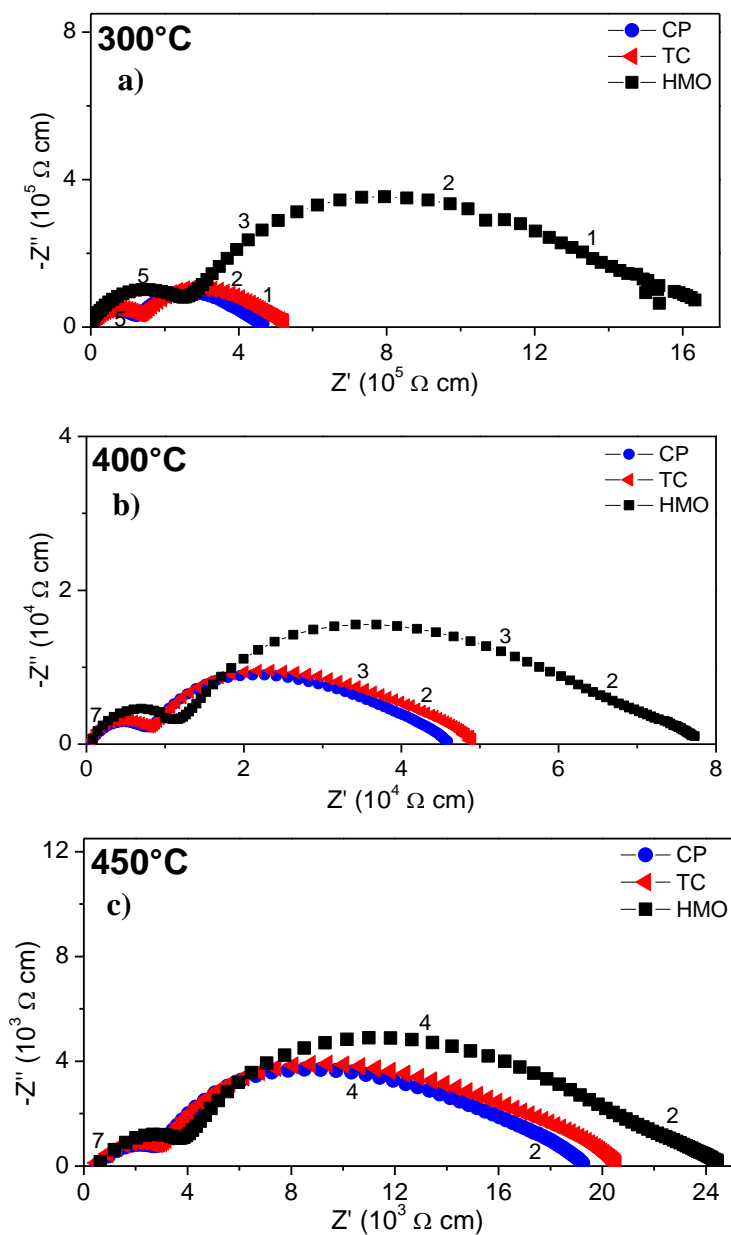 300°C
a)
CP
TC
HMO
8
4
0
-Z'' (10⁵ Ω cm)
5
3
2
1
5
2
1
0 4 8 12 16
Z' (10⁵ Ω cm)
400°C
b)
CP
TC
HMO
4
2
0
-Z'' (10⁴ Ω cm)
7
3
2
3
2
0 2 4 6 8
Z' (10⁴ Ω cm)
450°C
c)
CP
TC
HMO
12
8
4
0
-Z'' (10³ Ω cm)
7
4
2
4
2
0 4 8 12 16 20 24
Z' (10³ Ω cm)